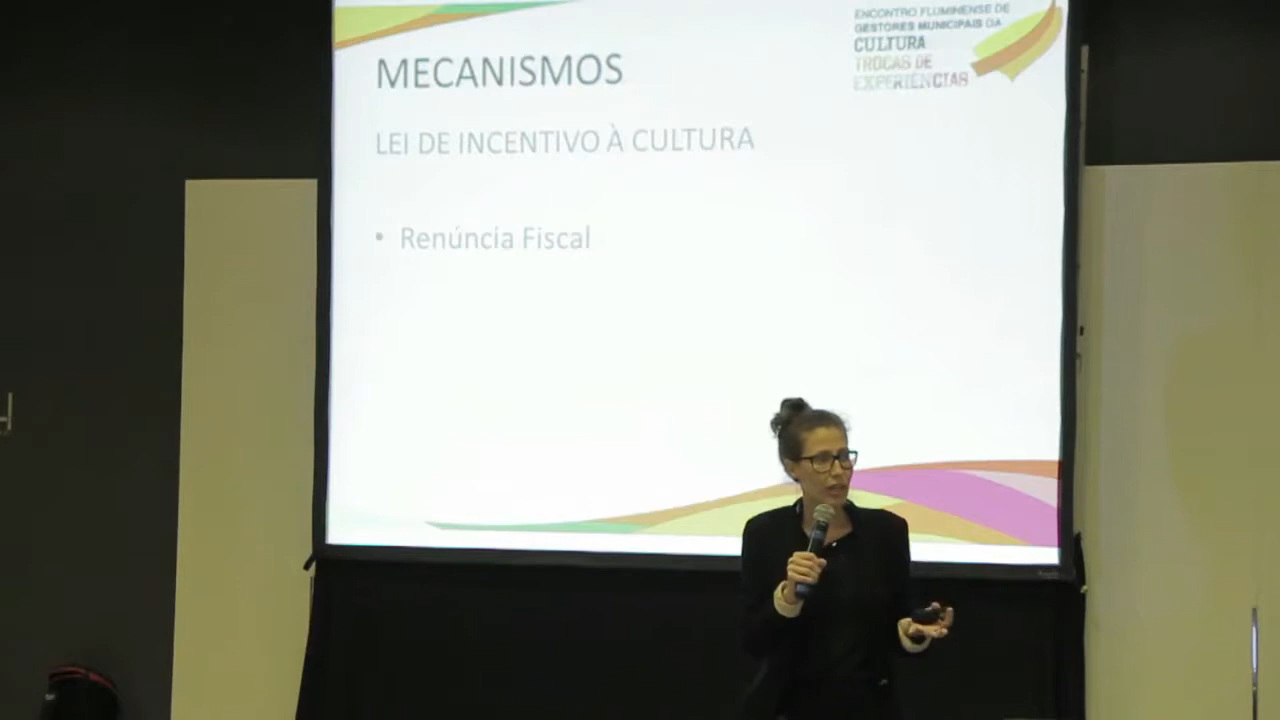 MECANISMOS
ENCONTRO FLUMINENSE DE
GESTORES MUNICIPAIS DA
CULTURA
TROCAS DE
EXPERIÊNCIAS
LEI DE INCENTIVO À CULTURA
• Renúncia Fiscal